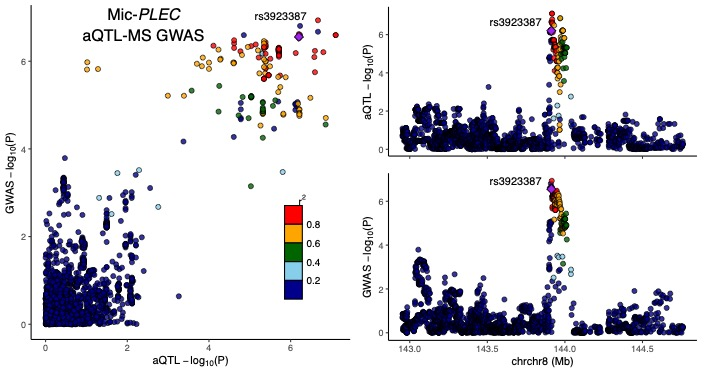 Mic-PLEC
aQTL-MS GWAS
rs3923387
GWAS − log10(P)
6
4
2
0
r2
0.8
0.6
0.4
0.2
0
2
4
6
aQTL − log10(P)
rs3923387
aQTL − log10(P)
6
4
2
0
rs3923387
GWAS − log10(P)
6
4
2
0
143.0
143.5
144.0
144.5
chrchr8 (Mb)